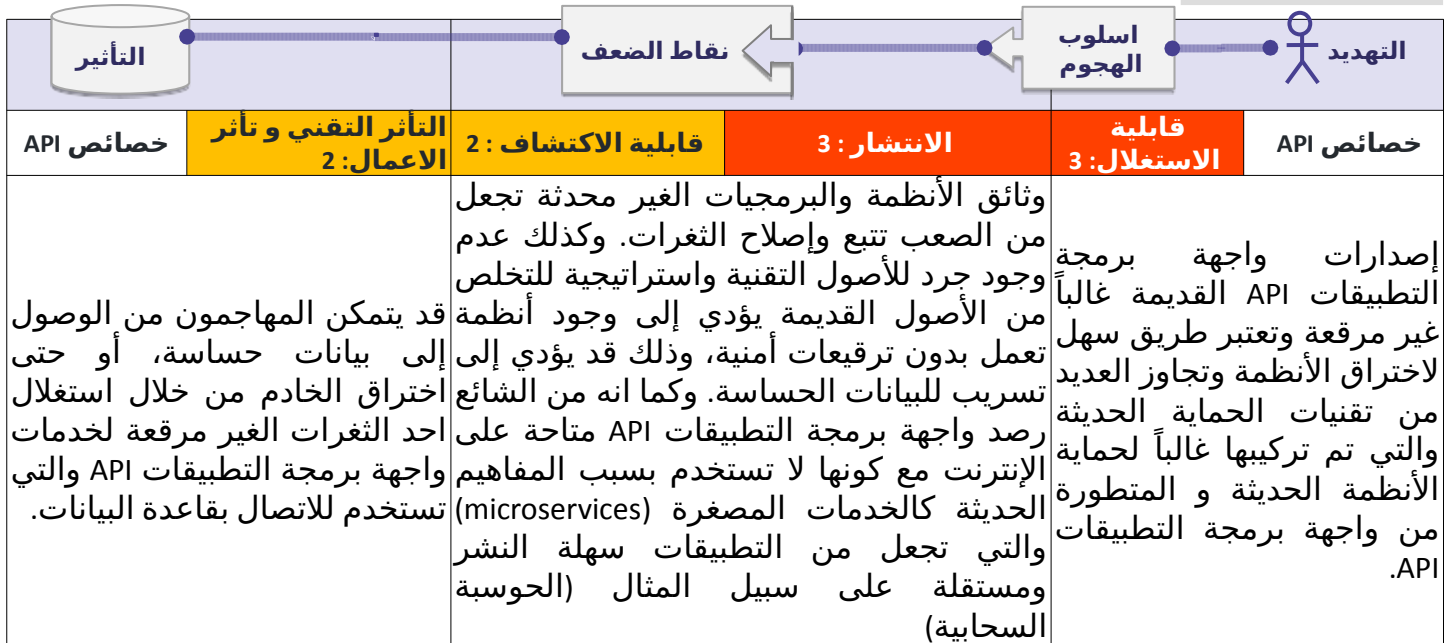 التهديد
اسلوب
الهجوم
نقاط الضعف
التأثير
خصائص API
قابلية
الاستغلال: 3
الانتشار : 3
قابلية الاكتشاف : 2
التأثر التقني و تأثر
الاعمال: 2
خصائص API
إصدارات واجهة برمجة
التطبيقات API القديمة غالباً
غير مرقعة وتعتبر طريق سهل
لاختراق الأنظمة وتجاوز العديد
من تقنيات الحماية الحديثة
والتي تم تركيبها غالباً لحماية
الأنظمة الحديثة و المتطورة
من واجهة برمجة التطبيقات
API.
وثائق الأنظمة والبرمجيات الغير محدثة تجعل
من الصعب تتبع وإصلاح الثغرات. وكذلك عدم
وجود جرد للأصول التقنية واستراتيجية للتخلص
من الأصول القديمة يؤدي إلى وجود أنظمة
تعمل بدون ترقيعات أمنية، وذلك قد يؤدي إلى
تسريب للبيانات الحساسة. وكما انه من الشائع
رصد واجهة برمجة التطبيقات API متاحة على
الإنترنت مع كونها لا تستخدم بسبب المفاهيم
الحديثة كالخدمات المصغرة (microservices)
والتي تجعل من التطبيقات سهلة النشر
ومستقلة على سبيل المثال (الحوسبة
السحابية)
قد يتمكن المهاجمون من الوصول
إلى بيانات حساسة، أو حتى
اختراق الخادم من خلال استغلال
احد الثغرات الغير مرقعة لخدمات
واجهة برمجة التطبيقات API والتي
تستخدم للاتصال بقاعدة البيانات.